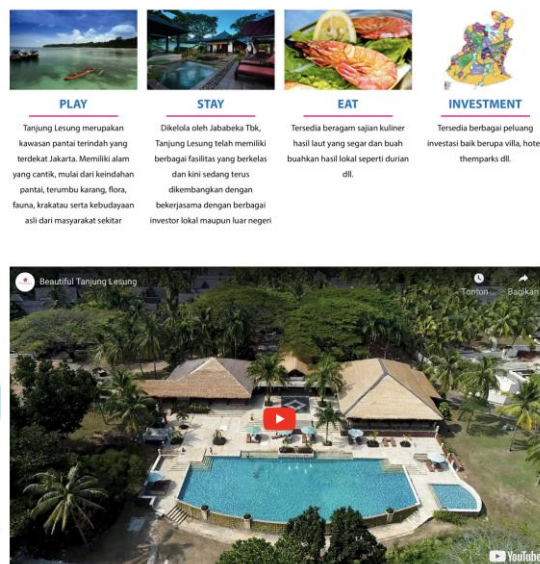 PLAY
Tanjung Lesung merupakan
kawasan pantai terindah yang
terdekat Jakarta. Memiliki alam
yang cantik, mulai dari keindahan
pantai, terumbu karang, flora,
fauna, krakatau serta kebudayaan
asli dari masyarakat sekitar
STAY
Dikelola oleh Jababeka Tbk,
Tanjung Lesung telah memiliki
berbagai fasilitas yang berkelas
dan kini sedang terus
dikembangkan dengan
bekerjasama dengan berbagai
investor lokal maupun luar negeri
EAT
Tersedia beragam sajian kuliner
hasil laut yang segar dan buah
buahkan hasil lokal seperti durian
dll.
INVESTMENT
Tersedia berbagai peluang
investasi baik berupa villa, hote
themparks dll.
Beautiful Tanjung Lesung
Tonton ...
Bagikan
YouTube